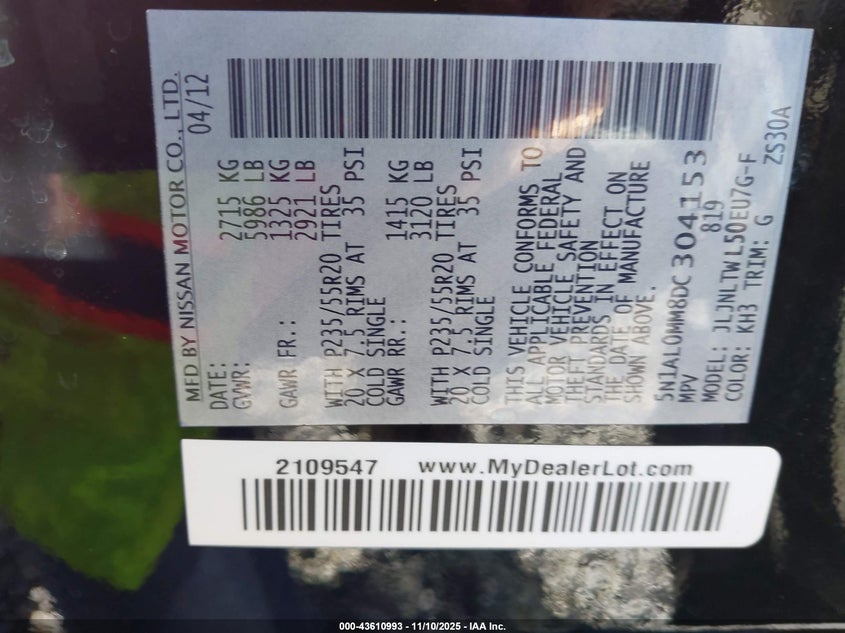 MFD BY NISSAN MOTOR CO., LTD.
DATE: 04/12
GVWR: 2715 KG
5986 LB
GAWR FR.: 1325 KG
2921 LB
WITH P235/55R20 TIRES
20 X 7.5 RIMS AT 35 PSI
COLD SINGLE
GAWR RR.: 1415 KG
3120 LB
WITH P235/55R20 TIRES
20 X 7.5 RIMS AT 35 PSI
COLD SINGLE
THIS VEHICLE CONFORMS TO
ALL APPLICABLE FEDERAL
MOTOR VEHICLE SAFETY AND
THEFT PREVENTION
STANDARDS IN EFFECT ON
THE DATE OF MANUFACTURE
SHOWN ABOVE.
5N1AL0MM8DC304153
MPV 819
MODEL: JLJNLTWL50EU7G-F
COLOR: KH3 TRIM: G ZS30A
2109547 www.MyDealerLot.com
000-43610993 - 11/10/2025 - IAA Inc.